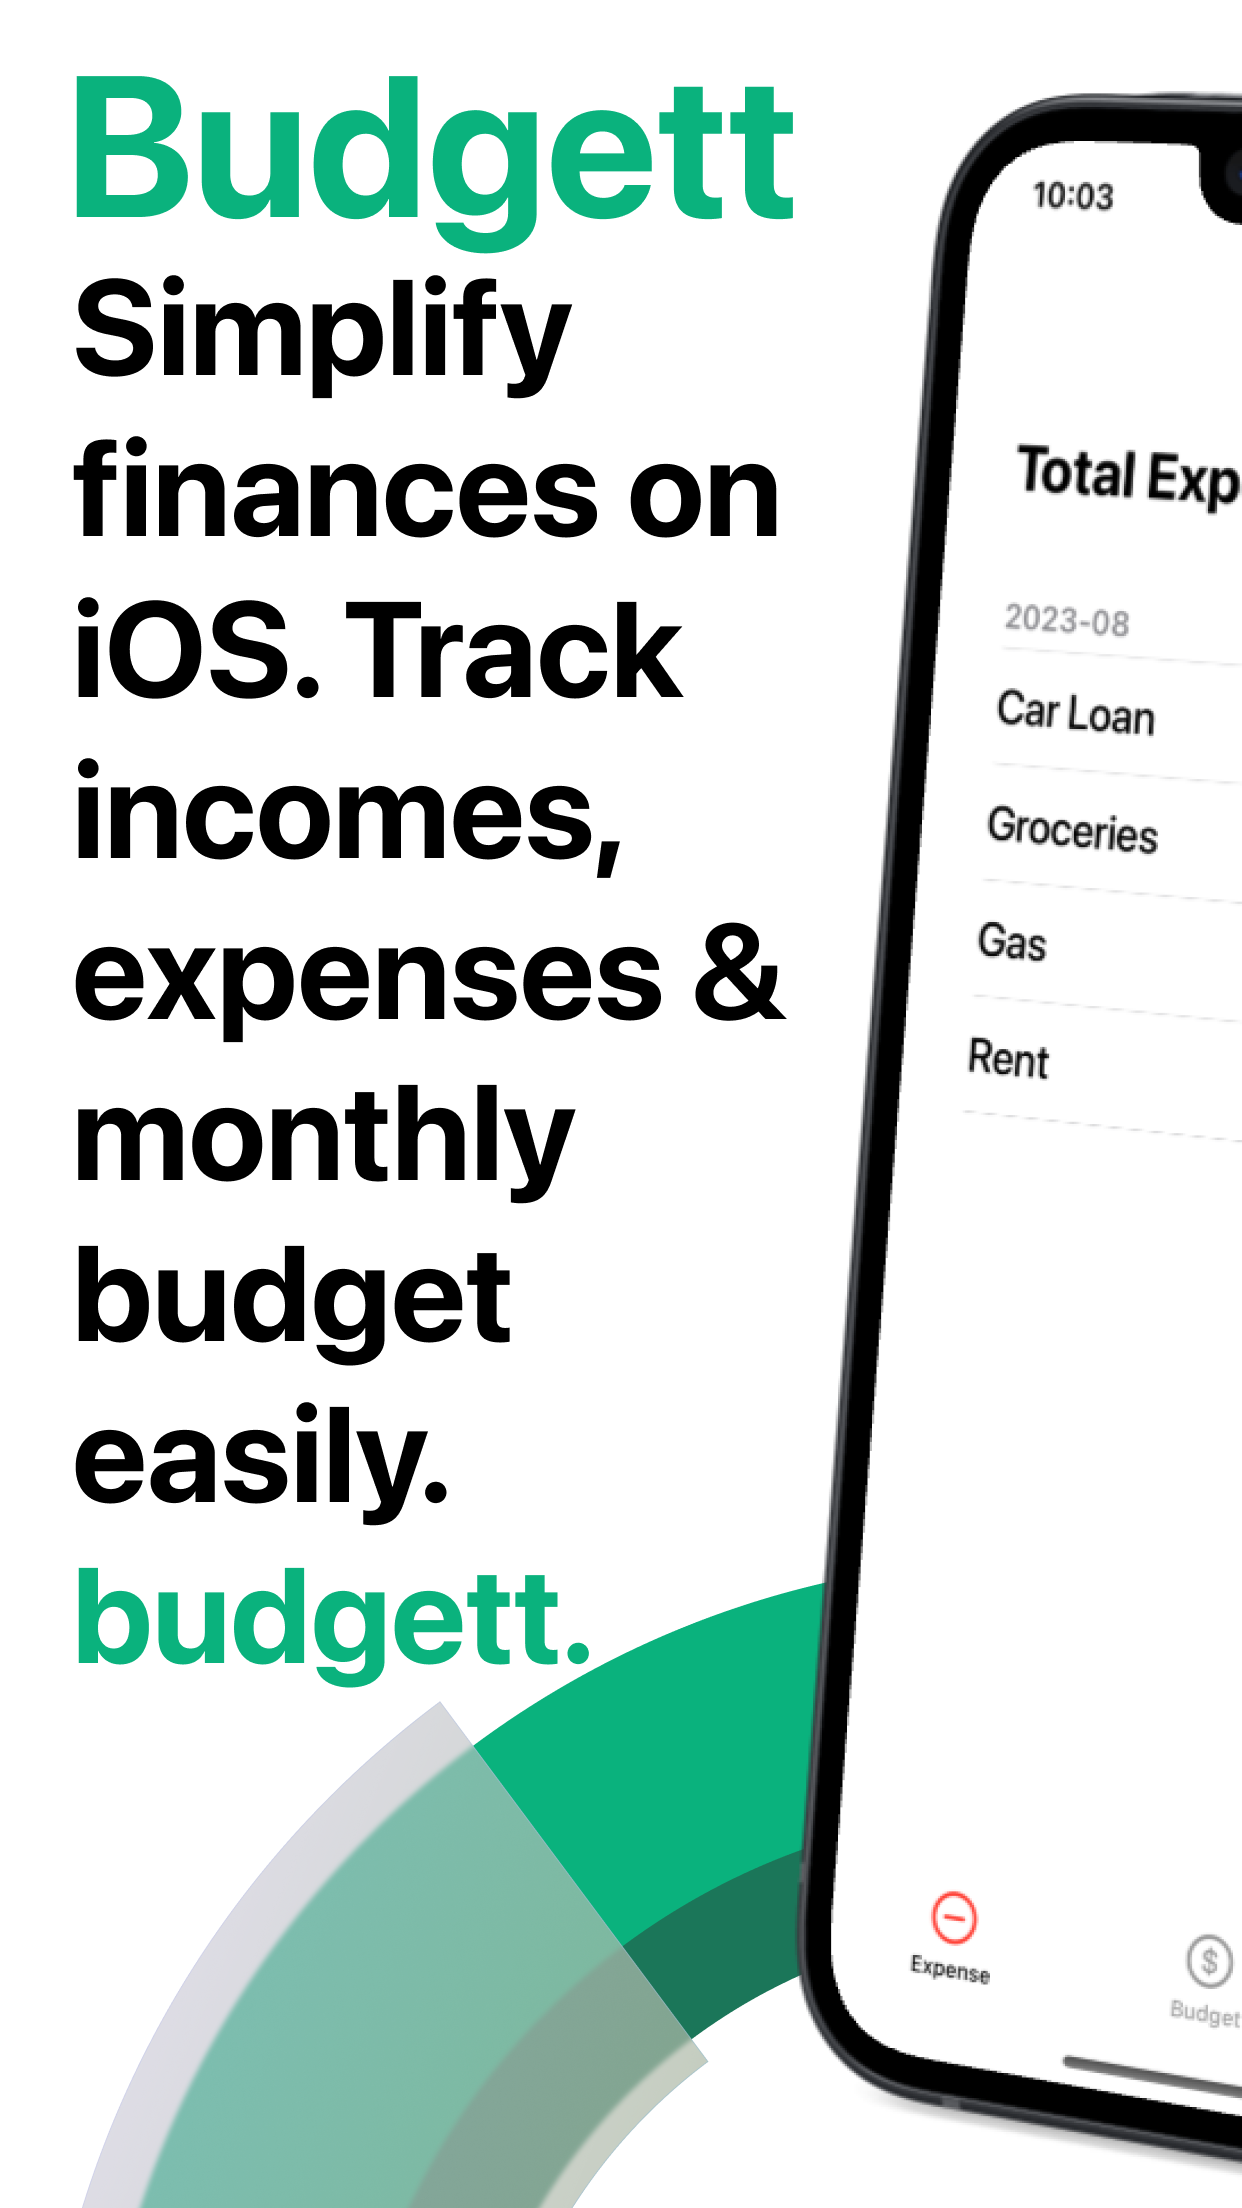 Budgett
Simplify
finances on
iOS. Track
incomes,
expenses &
monthly
budget
easily.
budgett.
10:03
Total Exp
2023-08
Car Loan
Groceries
Gas
Rent
Expense
$
Budget